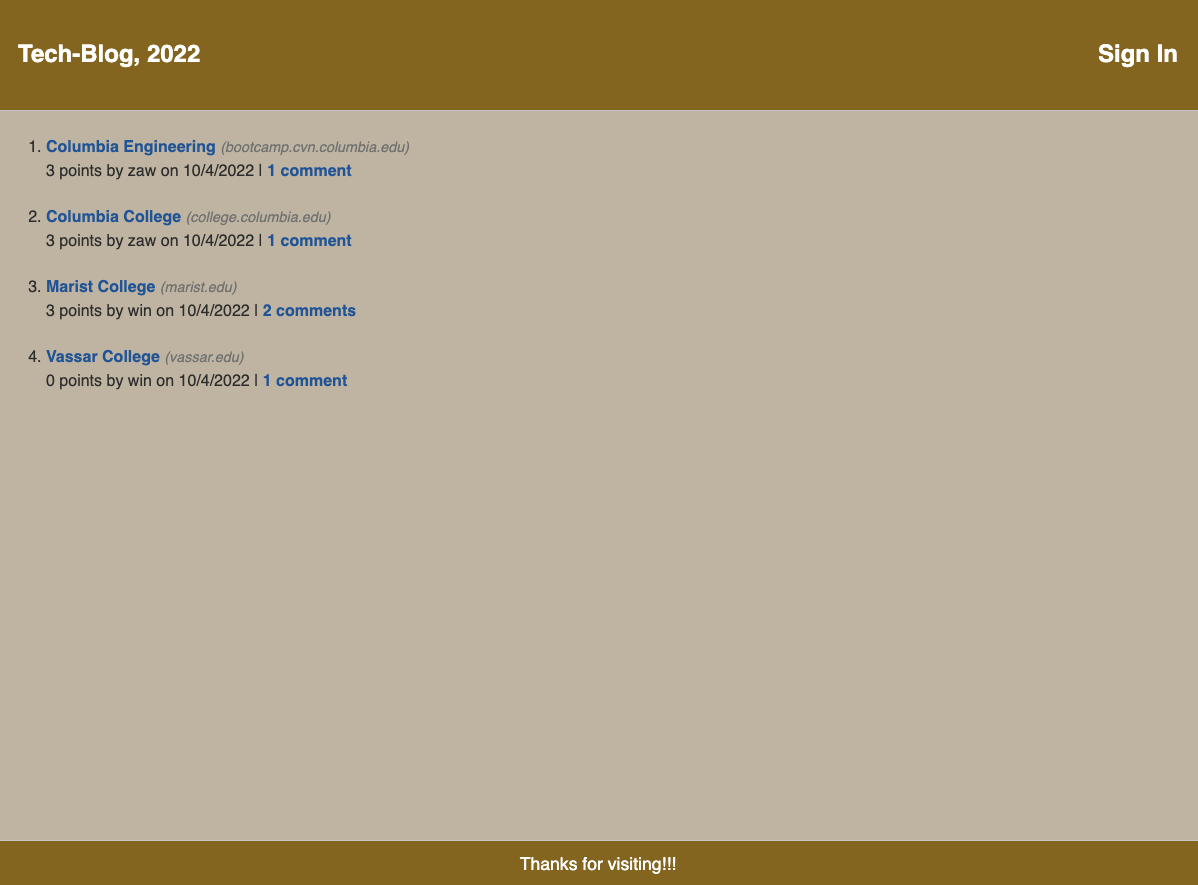 Tech-Blog, 2022
Sign In
1. Columbia Engineering (bootcamp.cvn.columbia.edu)
3 points by zaw on 10/4/2022 | 1 comment
2. Columbia College (college.columbia.edu)
3 points by zaw on 10/4/2022 | 1 comment
3. Marist College (marist.edu)
3 points by win on 10/4/2022 | 2 comments
4. Vassar College (vassar.edu)
0 points by win on 10/4/2022 | 1 comment
Thanks for visiting!!!